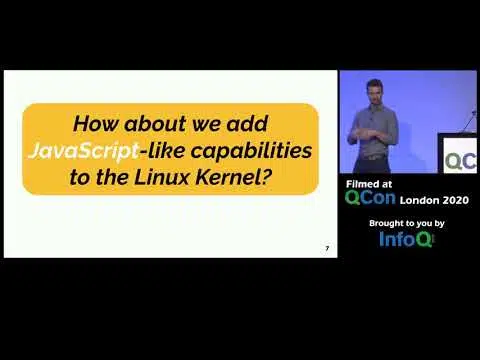 How about we add
JavaScript-like capabilities
to the Linux Kernel?
7
QC
Filmed at
QCon London 2020
Brought to you by
InfoQ